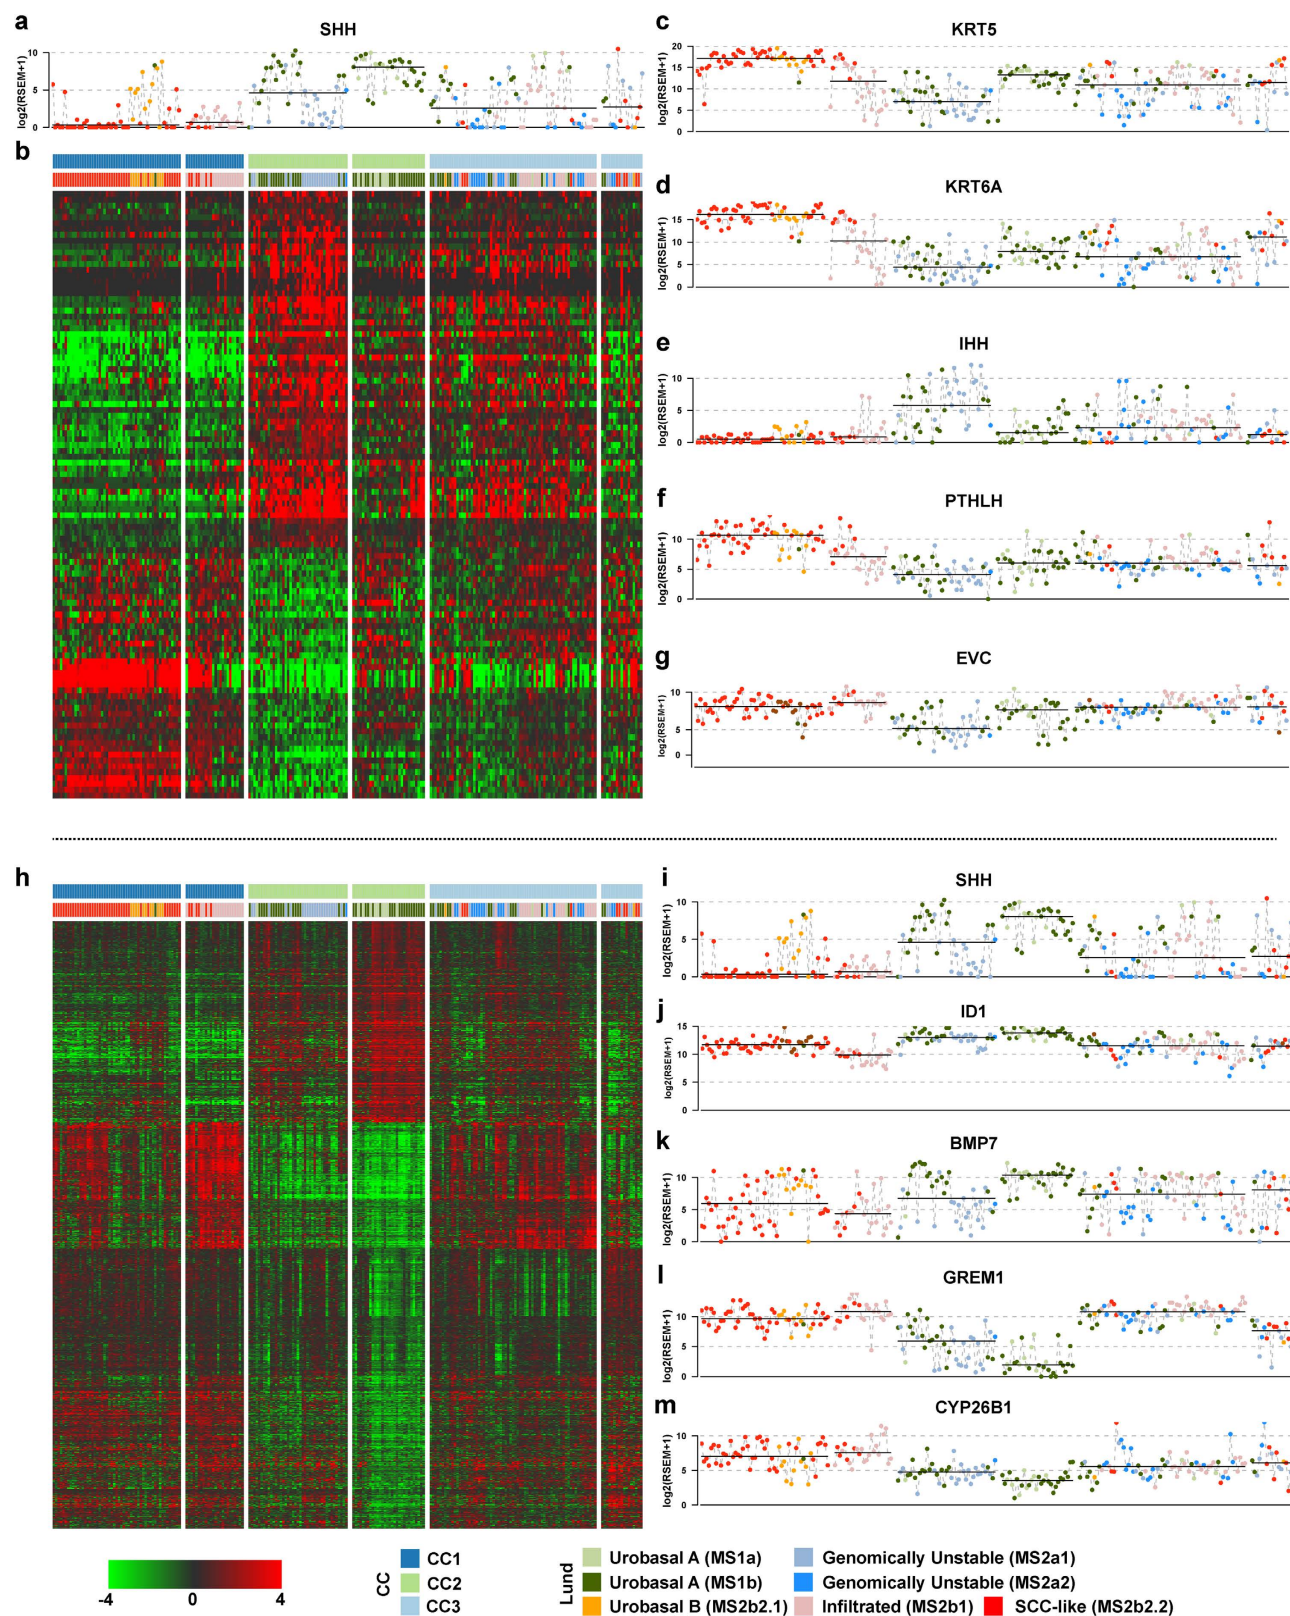 a
SHH
log2(RSEM+1)
10
5
0
b
c
KRT5
log2(RSEM+1)
20
15
10
5
0
d
KRT6A
log2(RSEM+1)
15
10
5
0
e
IHH
log2(RSEM+1)
10
5
0
f
PTHLH
log2(RSEM+1)
10
5
0
g
EVC
log2(RSEM+1)
10
5
0
h
i
SHH
log2(RSEM+1)
10
5
0
j
ID1
log2(RSEM+1)
15
10
5
0
k
BMP7
log2(RSEM+1)
10
5
0
l
GREM1
log2(RSEM+1)
10
5
0
m
CYP26B1
log2(RSEM+1)
10
5
0
-4 0 4
CC
CC1
CC2
CC3
Lund
Urobasal A (MS1a)
Urobasal A (MS1b)
Urobasal B (MS2b2.1)
Genomically Unstable (MS2a1)
Genomically Unstable (MS2a2)
Infiltrated (MS2b1)
SCC-like (MS2b2.2)